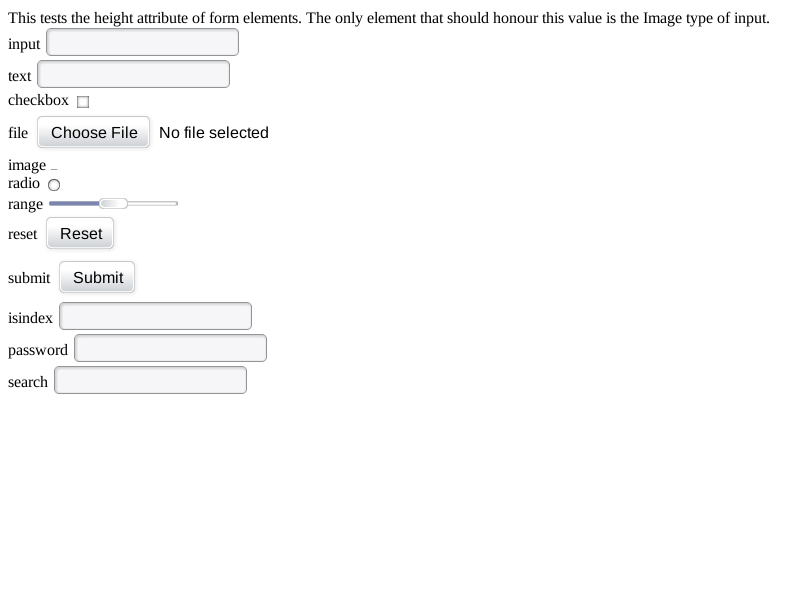 This tests the height attribute of form elements. The only element that should honour this value is the Image type of input.
input
text
checkbox
file Choose File No file selected
image
radio
range
reset Reset
submit Submit
isindex
password
search